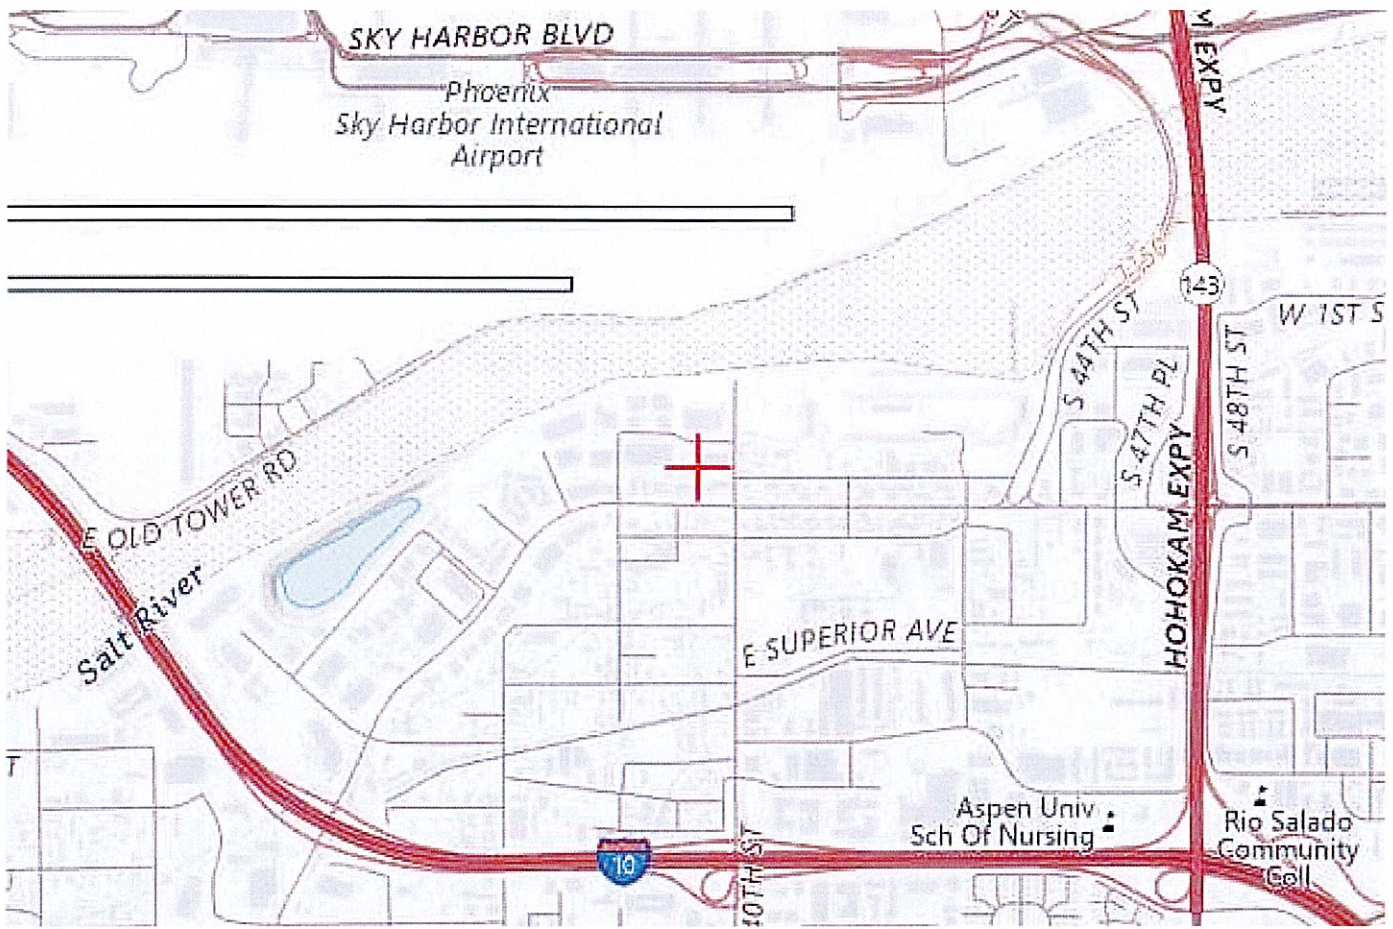 SKY HARBOR BLVD
M EXPY
Phoenix
Sky Harbor International
Airport
143
S 44TH ST
W 1ST S
S 47TH PL
S 48TH ST
HOHOKAM EXPY
E OLD TOWER RD
Salt River
E SUPERIOR AVE
T
Aspen Univ
Sch Of Nursing
Rio Salado
Community
Coll
10
40TH ST